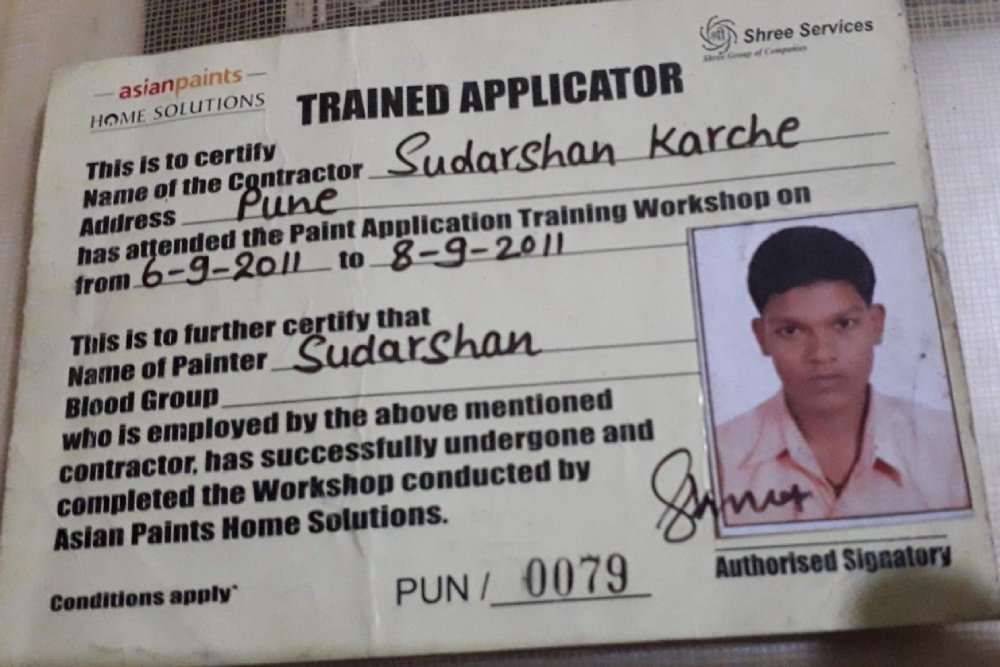 asianpaints
HOME SOLUTIONS
श्री Shree Services
Shree Group of Companies
TRAINED APPLICATOR
This is to certify
Name of the Contractor Sudarshan Karche
Address Pune
has attended the Paint Application Training Workshop on
from 6-9-2011 to 8-9-2011
This is to further certify that
Name of Painter Sudarshan
Blood Group
who is employed by the above mentioned
contractor, has successfully undergone and
completed the Workshop conducted by
Asian Paints Home Solutions.
Authorised Signatory
Conditions apply*
PUN / 0079